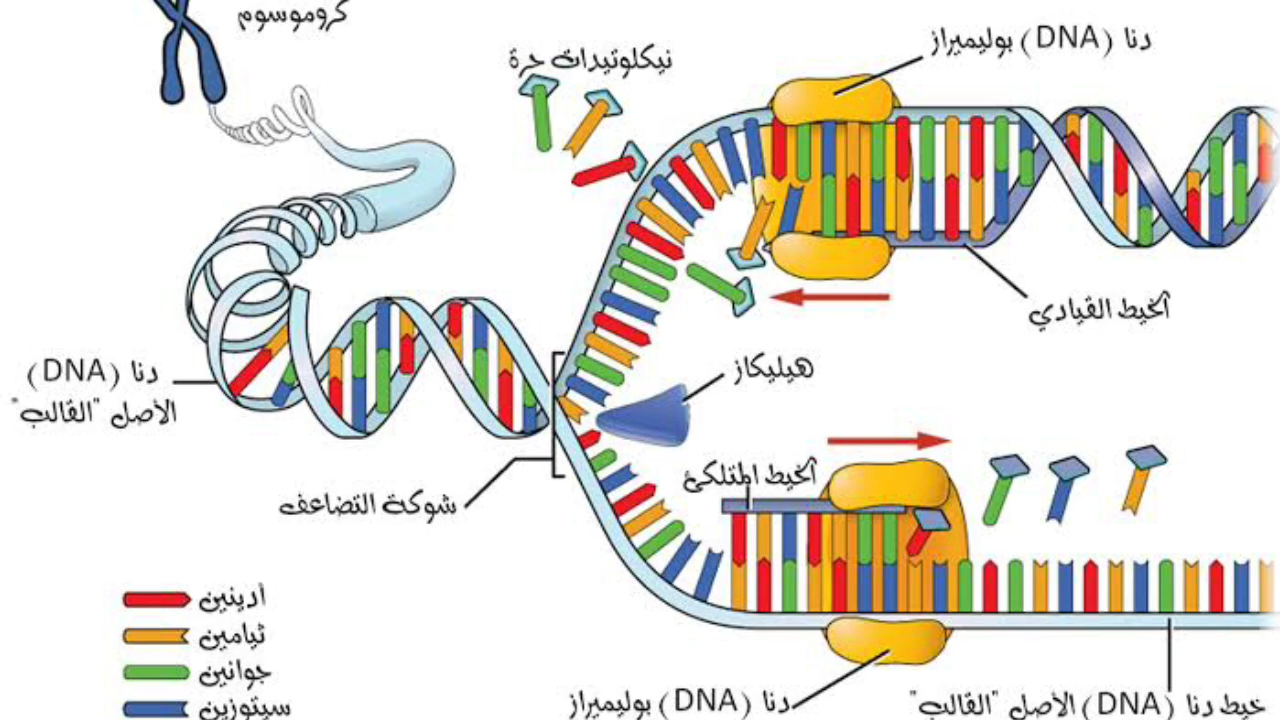 كروموسوم
نيكلوتيدات حرة
دنا (DNA) بوليميراز
الخيط القيادي
هيليكاز
دنا (DNA)
الأصل "القالب"
شوكة التضاعف
الخيط المتلكئ
أدينين
ثيامين
جوانين
سيتوزين
دنا (DNA) بوليميراز
خيط دنا (DNA) الأصل "القالب"